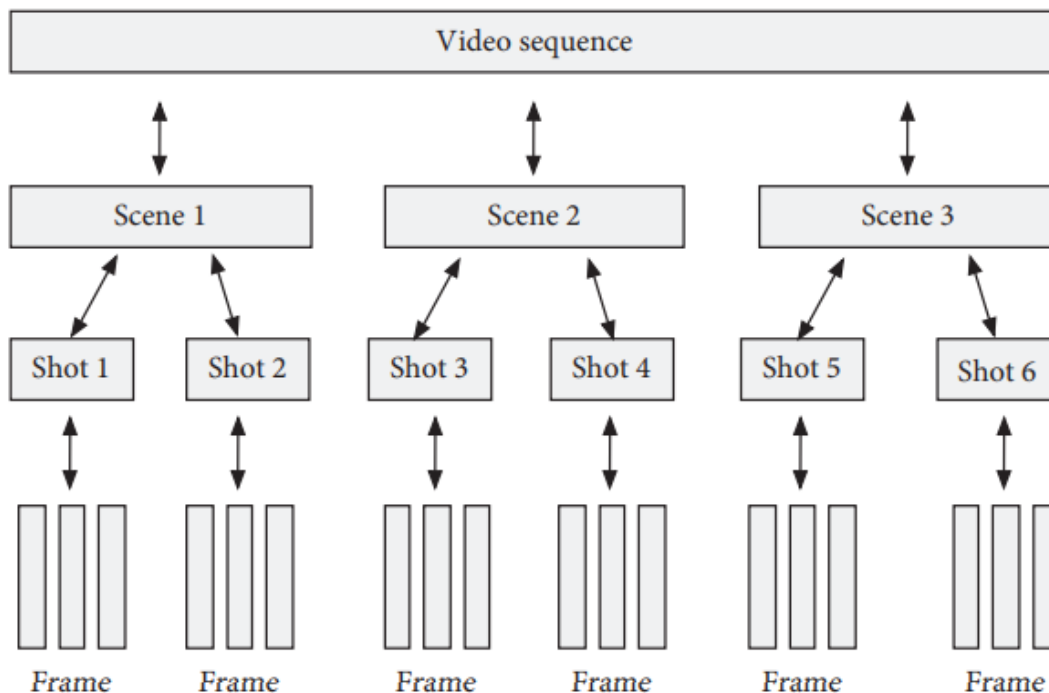 Video sequence
Scene 1
Scene 2
Scene 3
Shot 1
Shot 2
Shot 3
Shot 4
Shot 5
Shot 6
Frame
Frame
Frame
Frame
Frame
Frame